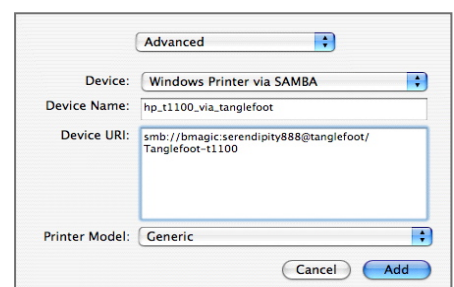 Advanced
Device: Windows Printer via SAMBA
Device Name: hp_t1100_via_tanglefoot
Device URI: smb://bmagic:serendipity888@tanglefoot/
Tanglefoot-t1100
Printer Model: Generic
Cancel Add